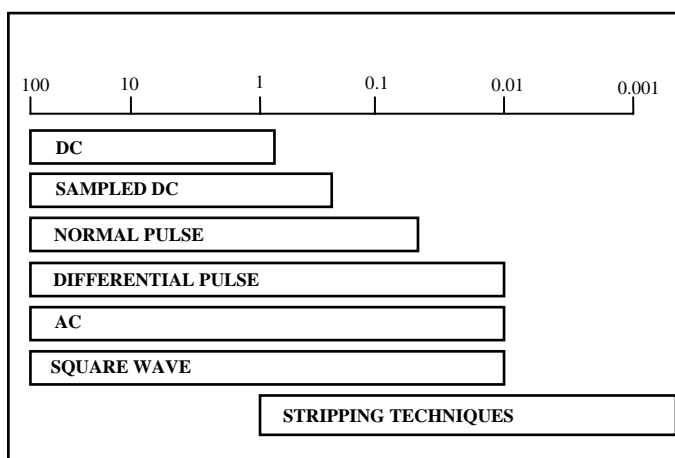 100 10 1 0.1 0.01 0.001
DC
SAMPLED DC
NORMAL PULSE
DIFFERENTIAL PULSE
AC
SQUARE WAVE
STRIPPING TECHNIQUES